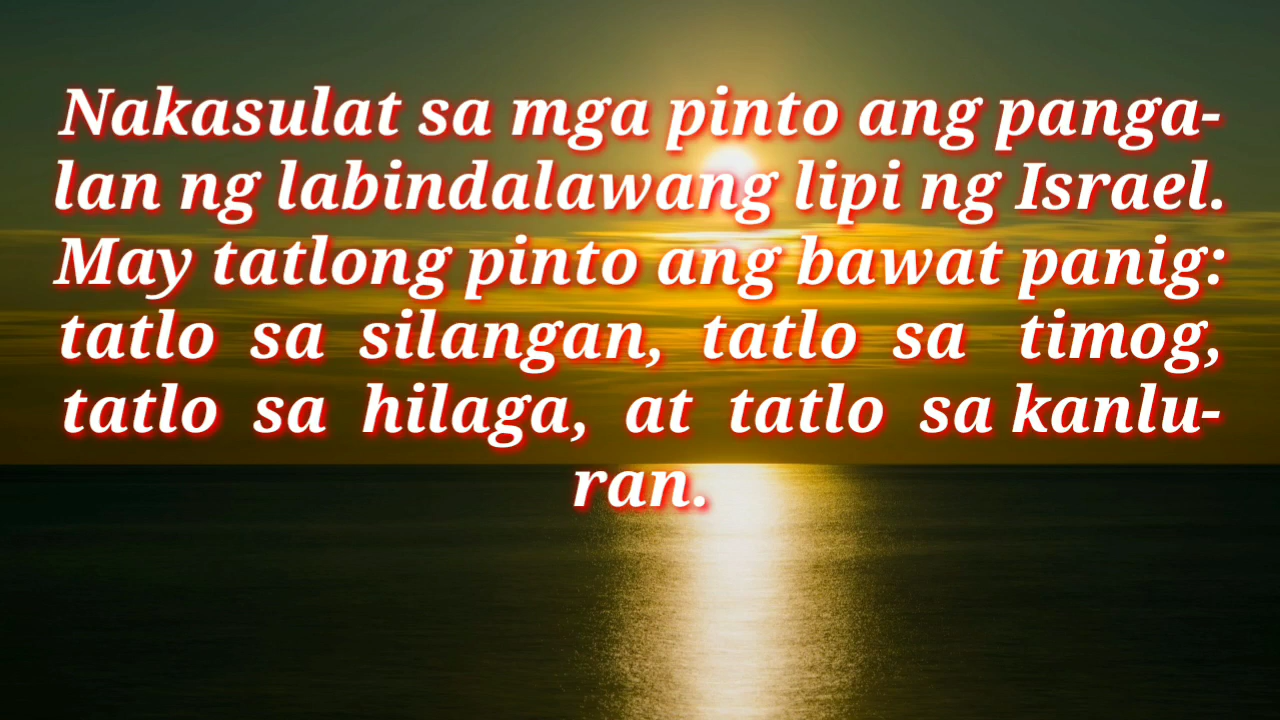 Nakasulat sa mga pinto ang panga-
lan ng labindalawang lipi ng Israel.
May tatlong pinto ang bawat panig:
tatlo sa silangan, tatlo sa timog,
tatlo sa hilaga, at tatlo sa kanlu-
ran.